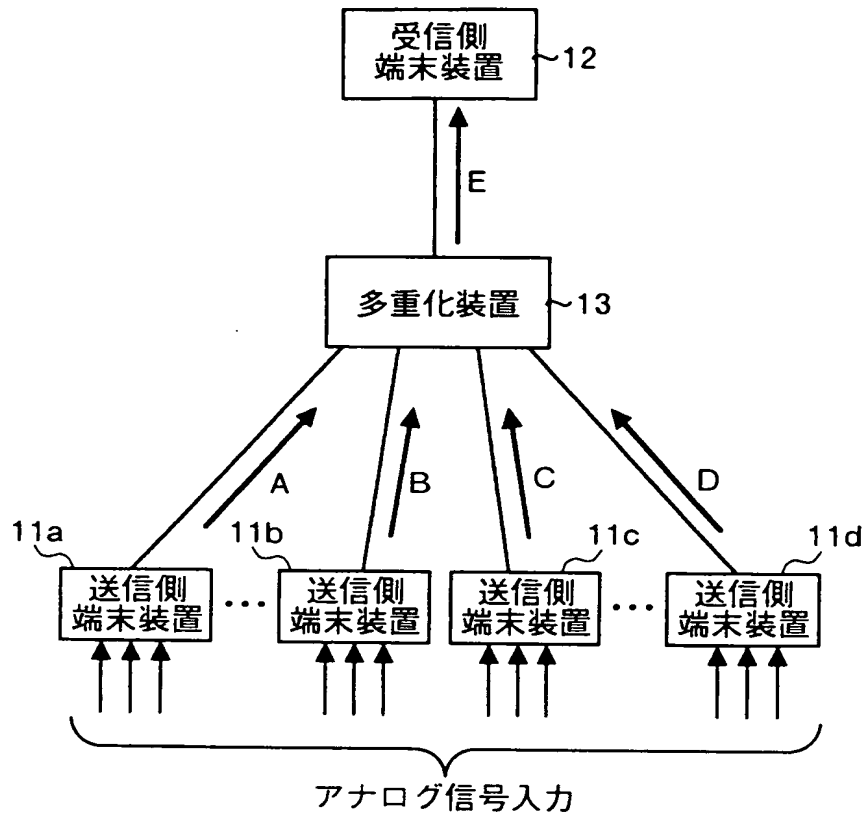 受信側
端末装置
12
E
多重化装置
13
A
B
C
D
11a
11b
11c
11d
送信側
端末装置
...
送信側
端末装置
送信側
端末装置
...
送信側
端末装置
アナログ信号入力